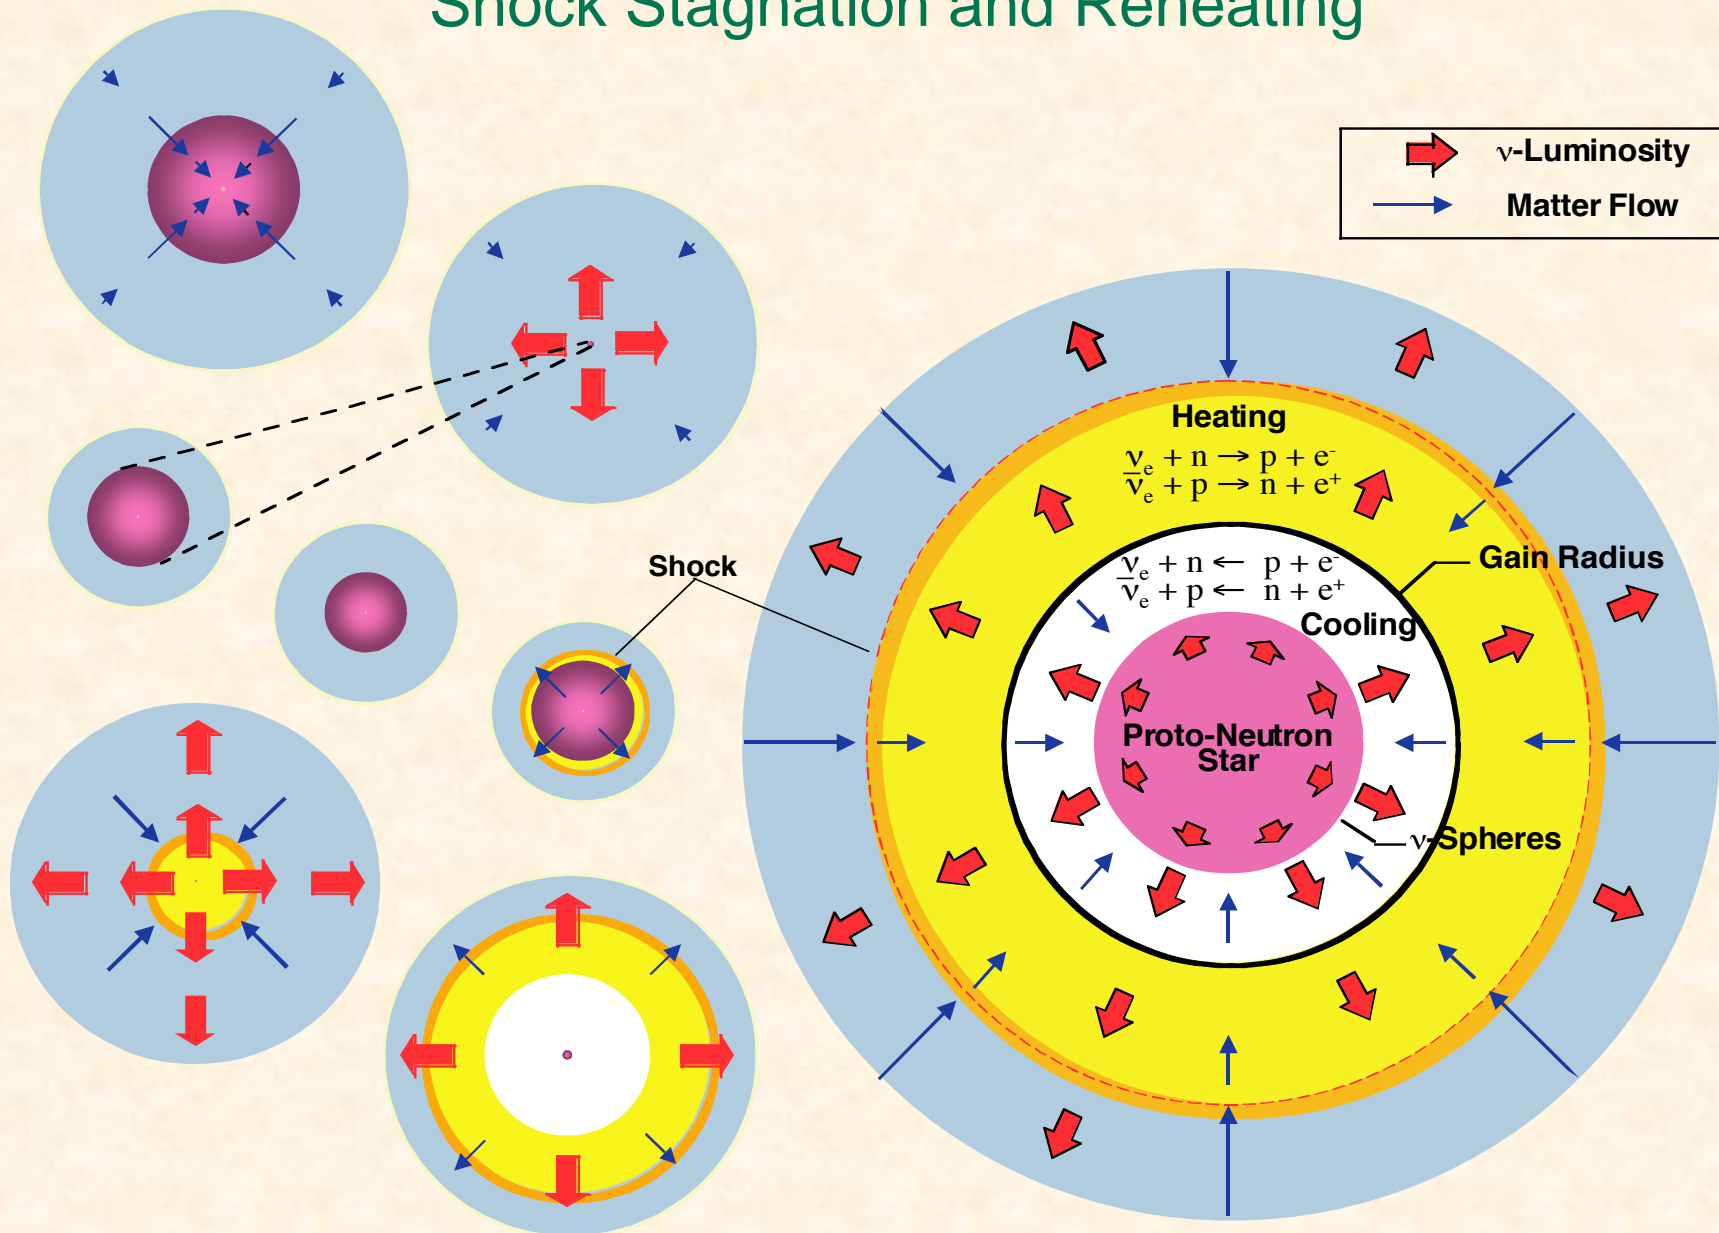 Shock Stagnation and Reheating
ν-Luminosity
Matter Flow
Heating
νe + n → p + e-
ν̅e + p → n + e+
νe + n ← p + e-
ν̅e + p ← n + e+
Cooling
Gain Radius
Shock
Proto-Neutron
Star
ν-Spheres